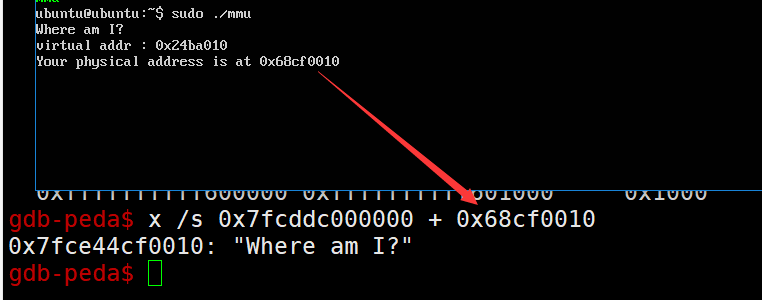 mmu
ubuntu@ubuntu:~$ sudo ./mmu
Where am I?
virtual addr : 0x24ba010
Your physical address is at 0x68cf0010
gdb-peda$ x /s 0x7fcddc000000 + 0x68cf0010
0x7fce44cf0010: "Where am I?"
gdb-peda$